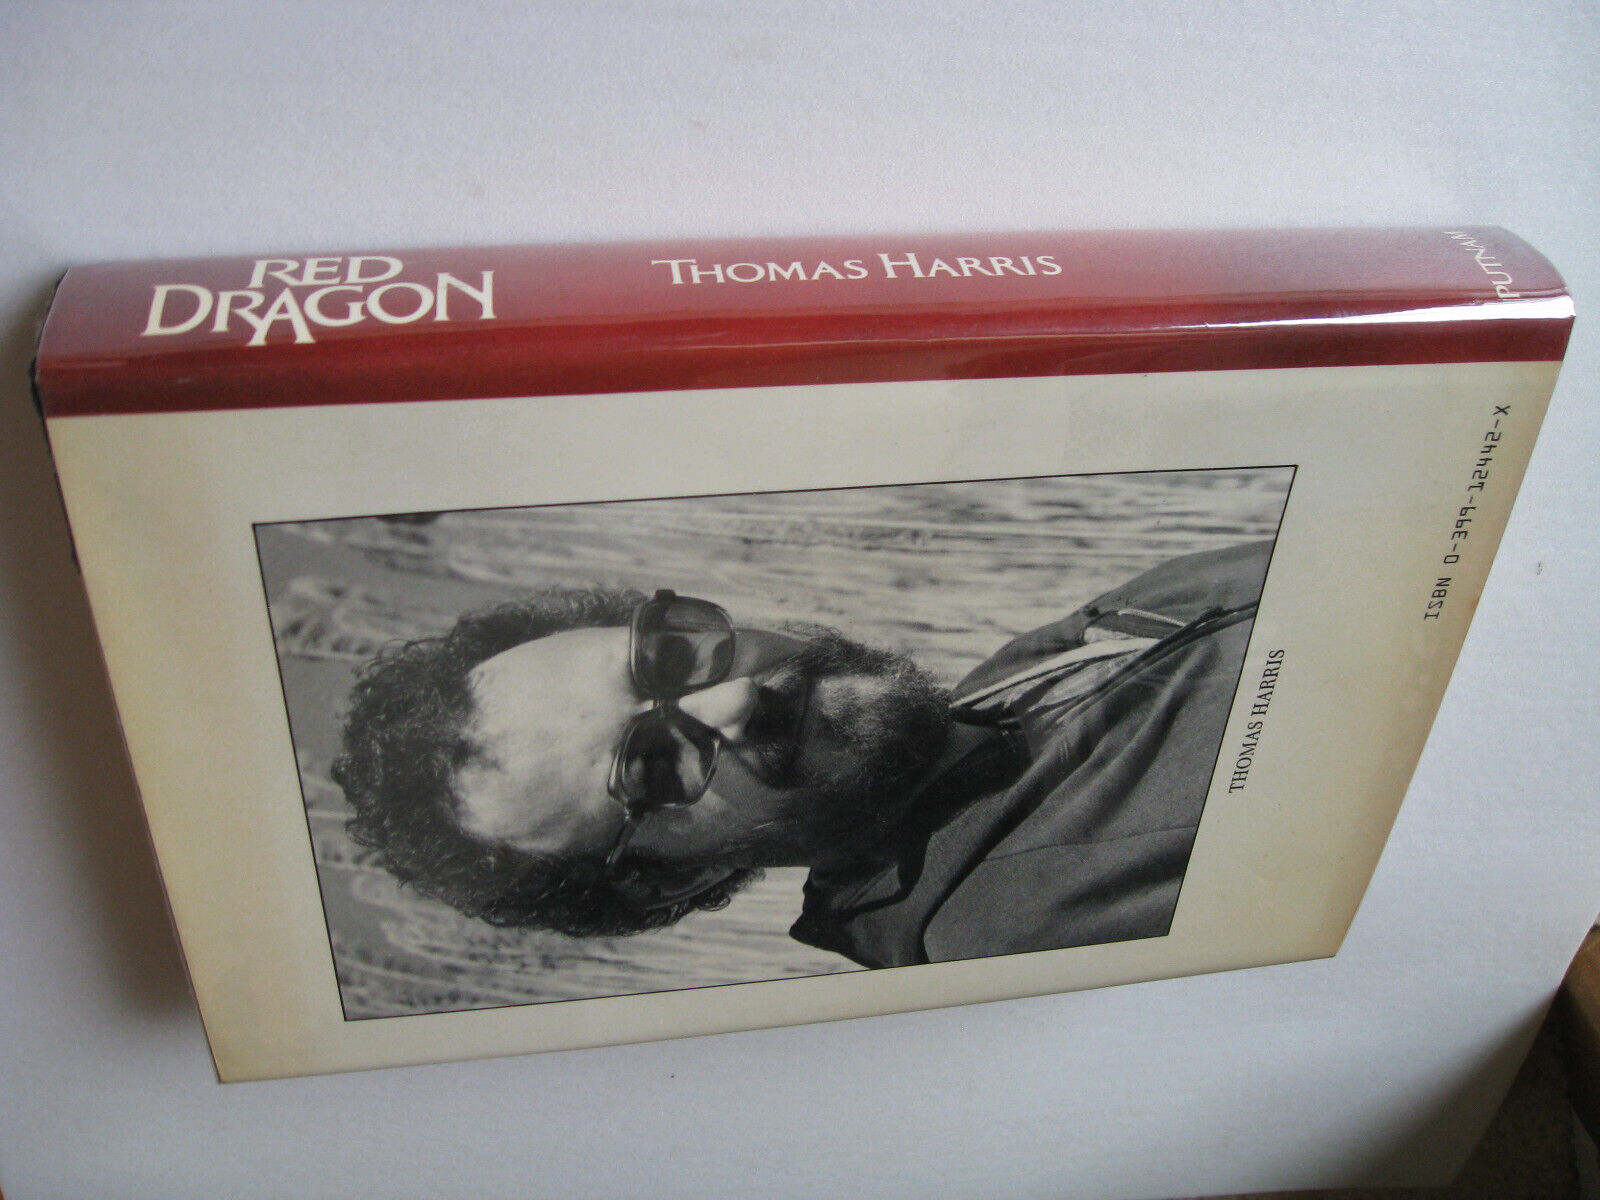 RED
DRAGON
THOMAS HARRIS
PUTNAM
THOMAS HARRIS
ISBN 0-399-12442-X